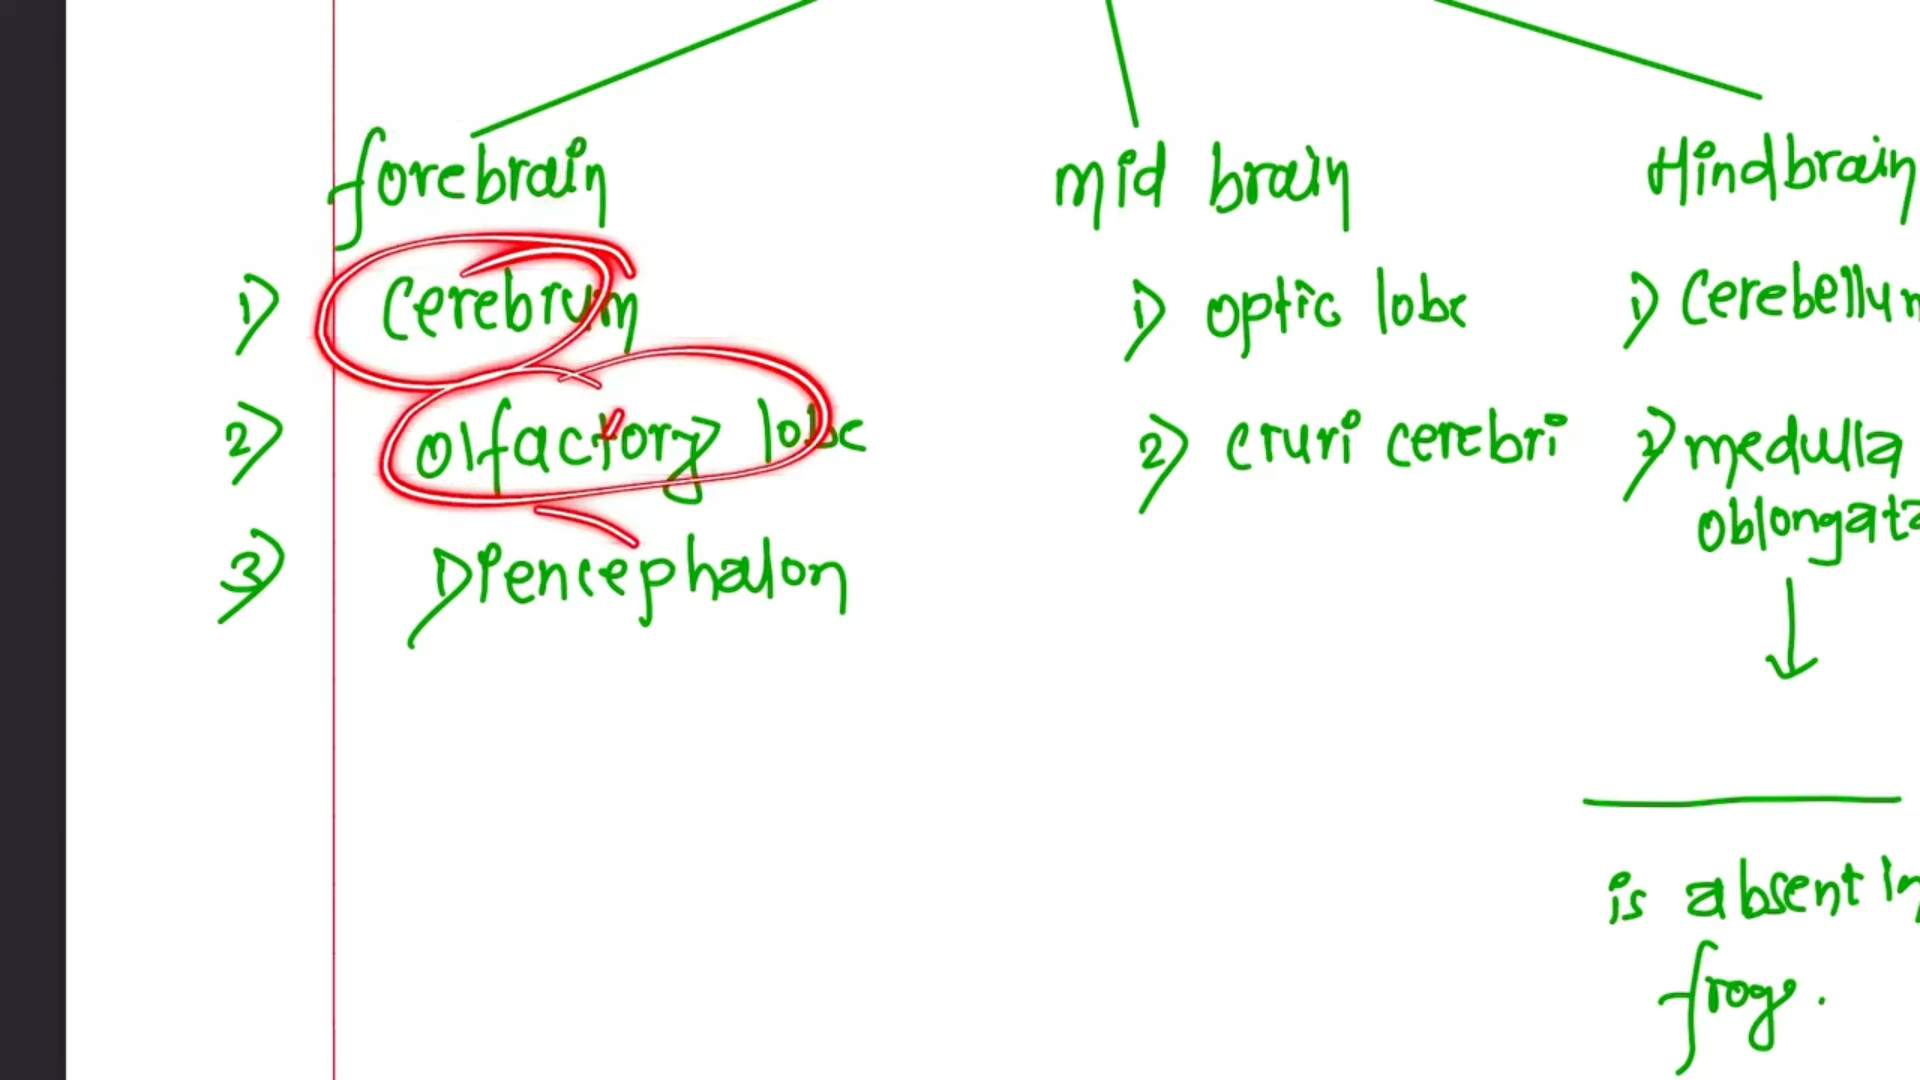 forebrain
mid brain
Hindbrain
1) Cerebrum
1) optic lobe
1) Cerebellum
2) olfactory lobe
2) cruri cerebri
2) medulla
oblongata
3) Diencephalon
is absent in
frogs.